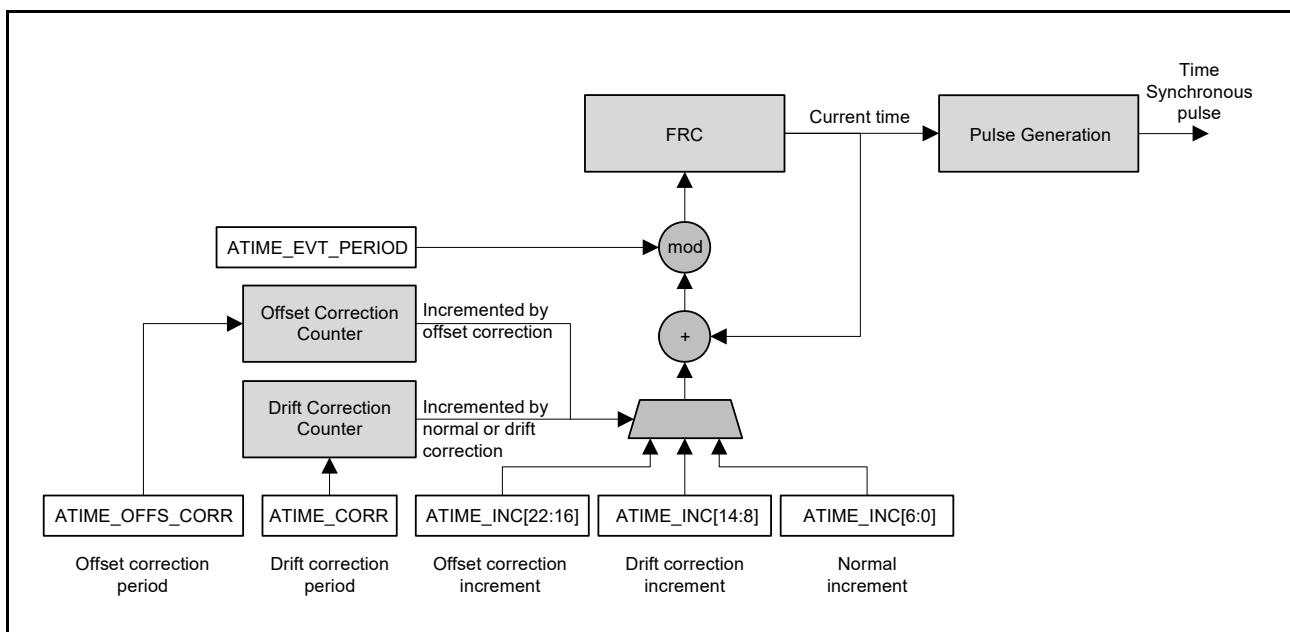 Time
Synchronous
pulse
FRC
Current time
Pulse Generation
ATIME_EVT_PERIOD
mod
Offset Correction
Counter
Incremented by
offset correction
+
Drift Correction
Counter
Incremented by
normal or drift
correction
ATIME_OFFS_CORR
ATIME_CORR
ATIME_INC[22:16]
ATIME_INC[14:8]
ATIME_INC[6:0]
Offset correction
period
Drift correction
period
Offset correction
increment
Drift correction
increment
Normal
increment